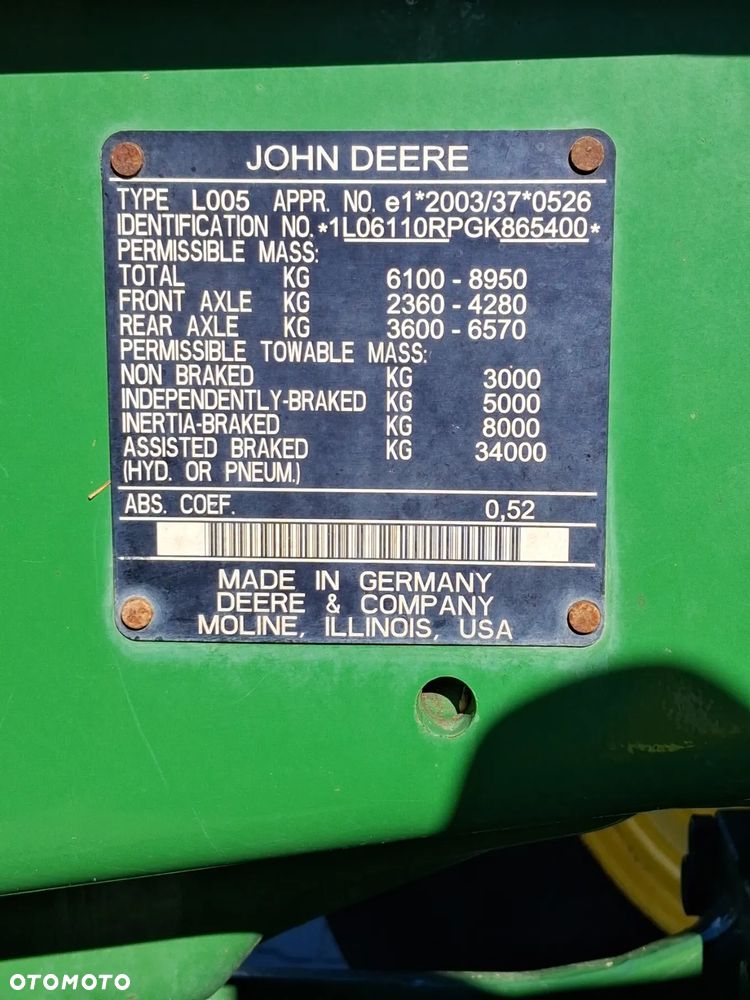 JOHN DEERE
TYPE L005 APPR. NO. e1*2003/37*0526
IDENTIFICATION NO.*1L06110RPGK865400*
PERMISSIBLE MASS:
TOTAL KG 6100 - 8950
FRONT AXLE KG 2360 - 4280
REAR AXLE KG 3600 - 6570
PERMISSIBLE TOWABLE MASS:
NON BRAKED KG 3000
INDEPENDENTLY-BRAKED KG 5000
INERTIA-BRAKED KG 8000
ASSISTED BRAKED KG 34000
(HYD. OR PNEUM.)
ABS. COEF. 0,52
MADE IN GERMANY
DEERE & COMPANY
MOLINE, ILLINOIS, USA
OTOMOTO